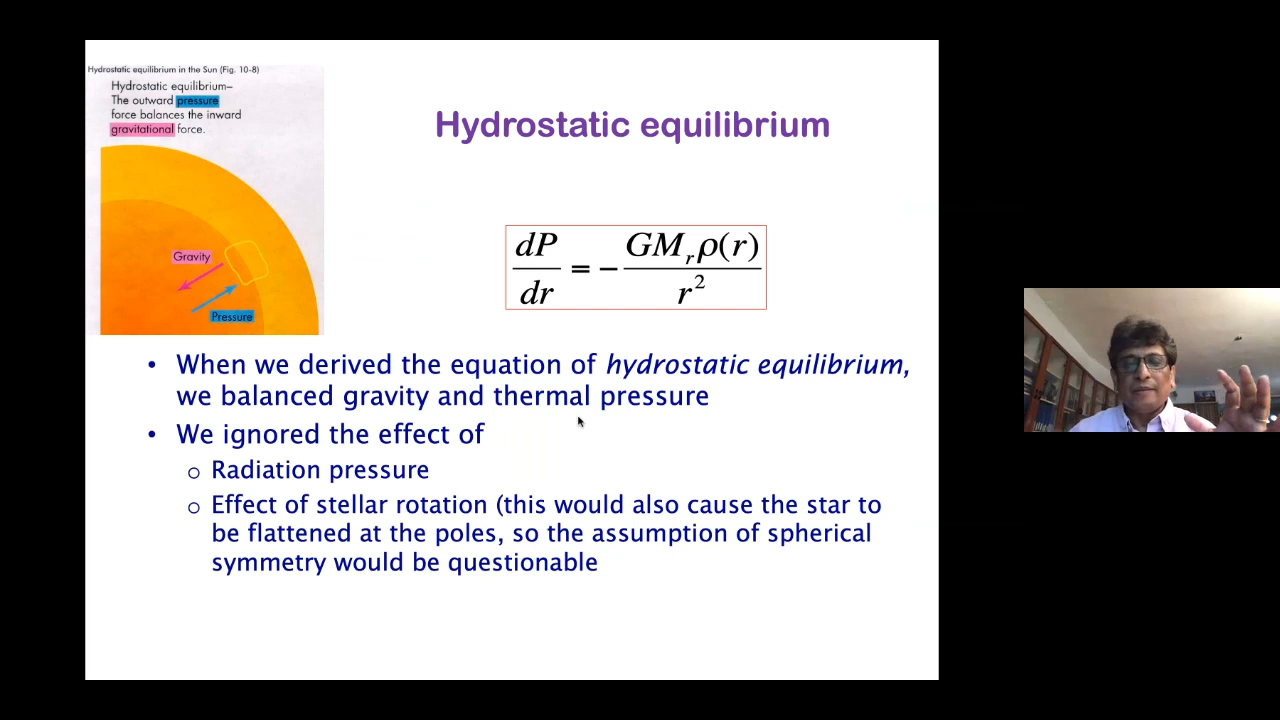 Hydrostatic equilibrium in the Sun (Fig. 10-8)
Hydrostatic equilibrium—
The outward pressure
force balances the inward
gravitational force.
Gravity
Pressure
Hydrostatic equilibrium
dP/dr = − GM_r ρ(r)/r²
• When we derived the equation of hydrostatic equilibrium,
we balanced gravity and thermal pressure
• We ignored the effect of
o Radiation pressure
o Effect of stellar rotation (this would also cause the star to
be flattened at the poles, so the assumption of spherical
symmetry would be questionable